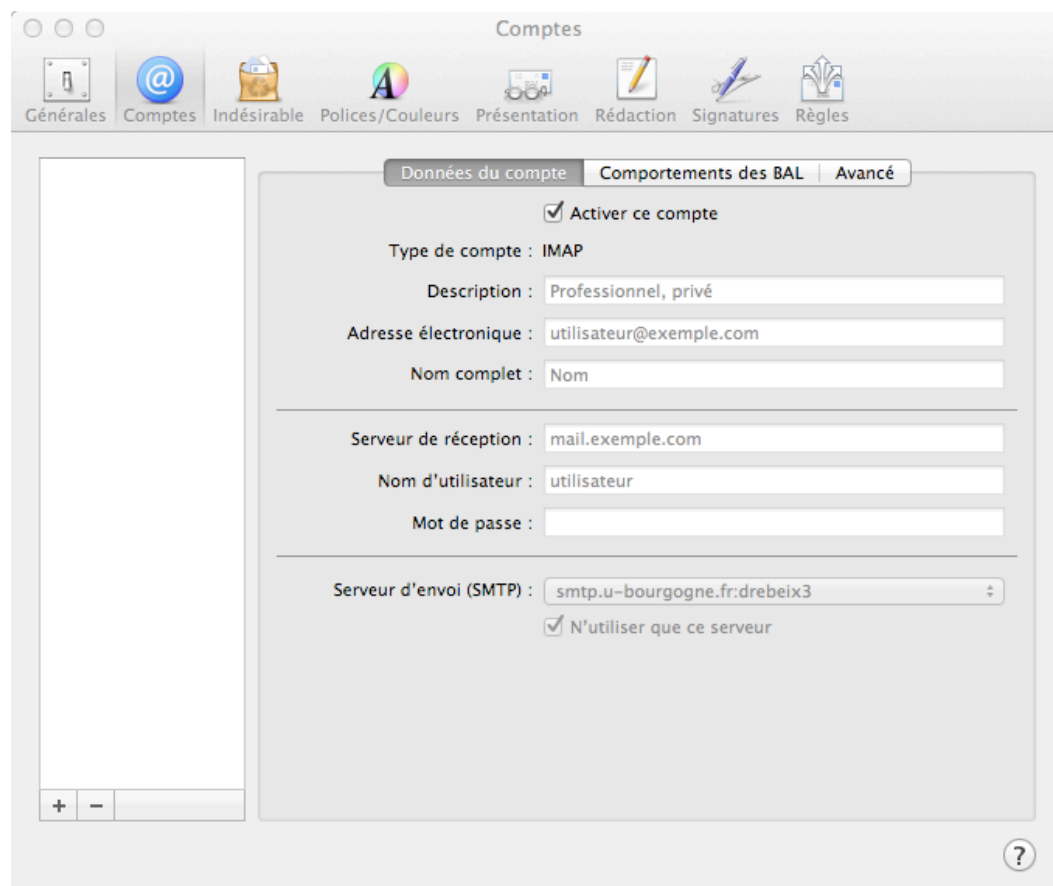 Comptes
Générales Comptes Indésirable Polices/Couleurs Présentation Rédaction Signatures Règles
Données du compte Comportements des BAL Avancé
Activer ce compte
Type de compte : IMAP
Description : Professionnel, privé
Adresse électronique : utilisateur@exemple.com
Nom complet : Nom
Serveur de réception : mail.exemple.com
Nom d'utilisateur : utilisateur
Mot de passe :
Serveur d'envoi (SMTP) : smtp.u-bourgogne.fr:drebeix3
N'utiliser que ce serveur
+ −
?